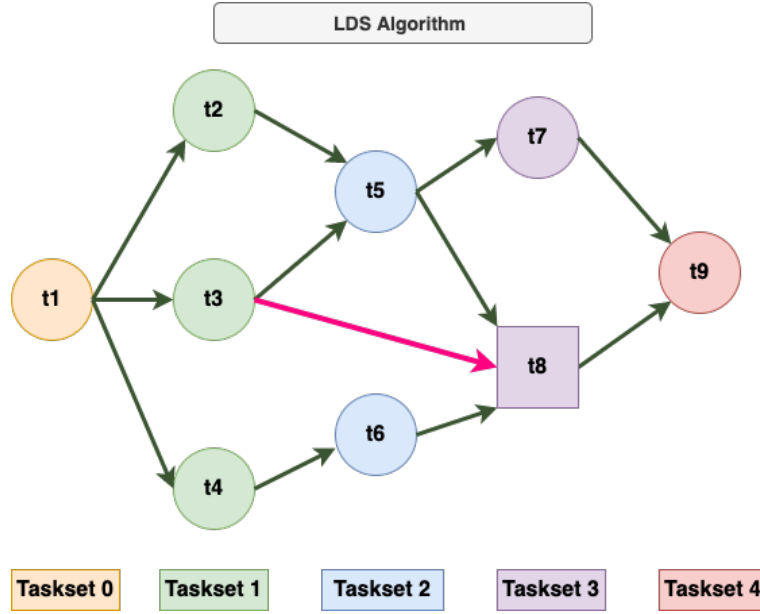 LDS Algorithm
t2
t7
t5
t1
t3
t9
t8
t6
t4
Taskset 0
Taskset 1
Taskset 2
Taskset 3
Taskset 4